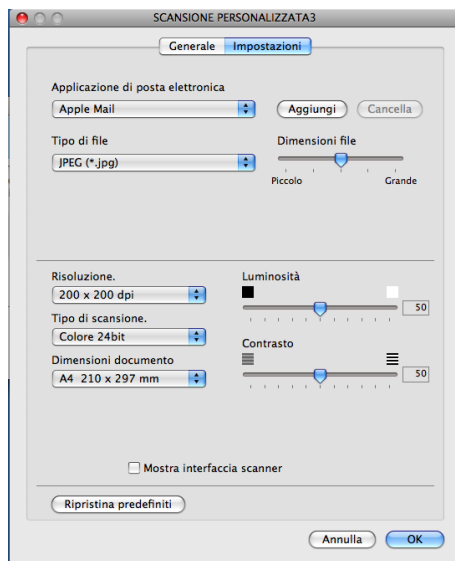 SCANSIONE PERSONALIZZATA3
Generale Impostazioni
Applicazione di posta elettronica
Apple Mail Aggiungi Cancella
Tipo di file Dimensioni file
JPEG (*.jpg)
Piccolo Grande
Risoluzione. Luminosità
200 x 200 dpi
50
Tipo di scansione.
Colore 24bit
Contrasto
Dimensioni documento
A4 210 x 297 mm 50
Mostra interfaccia scanner
Ripristina predefiniti
Annulla OK